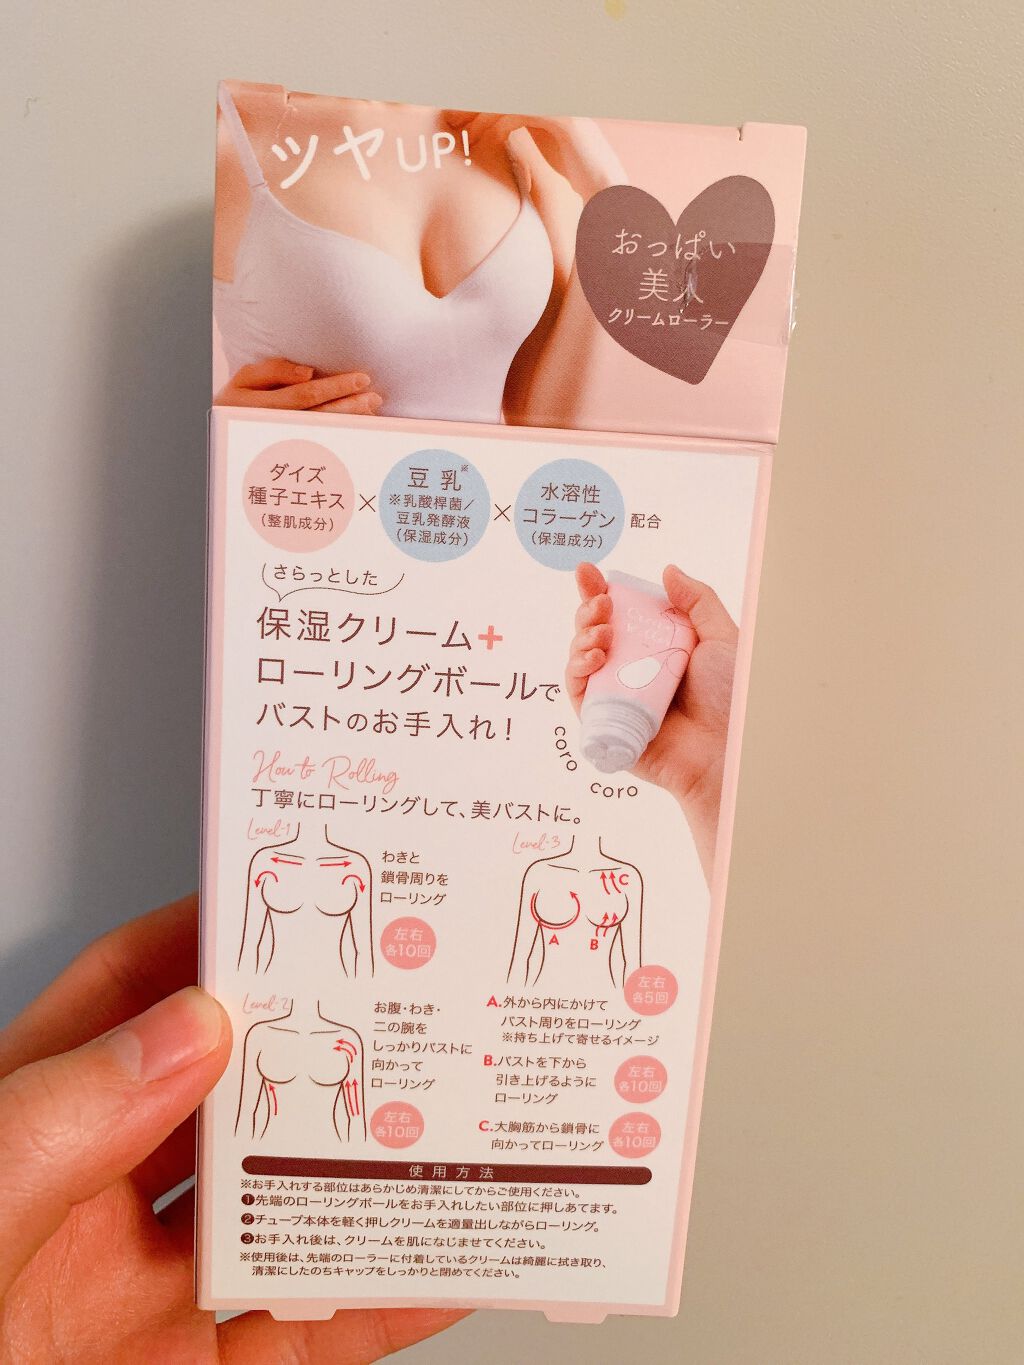 ツヤUP!
おっぱい
美人
クリームローラー
ダイズ
種子エキス
(整肌成分)
×
豆乳※
※乳酸桿菌/
豆乳発酵液
(保湿成分)
×
水溶性
コラーゲン
(保湿成分)
配合
さらっとした
保湿クリーム+
ローリングボールで
バストのお手入れ!
coro
coro
How to Rolling
丁寧にローリングして、美バストに。
Level-1
わきと
鎖骨周りを
ローリング
左右
各10回
Level-2
お腹・わき・
二の腕を
しっかりバストに
向かって
ローリング
左右
各10回
Level-3
C
A
B
左右
各5回
A.外から内にかけて
バスト周りをローリング
※持ち上げて寄せるイメージ
B.バストを下から
引き上げるように
ローリング
左右
各10回
C.大胸筋から鎖骨に
向かってローリング
左右
各10回
使用方法
※お手入れする部位はあらかじめ清潔にしてからご使用ください。
❶先端のローリングボールをお手入れしたい部位に押しあてます。
❷チューブ本体を軽く押しクリームを適量出しながらローリング。
❸お手入れ後は、クリームを肌になじませてください。
※使用後は、先端のローラーに付着しているクリームは綺麗に拭き取り、
清潔にしたのちキャップをしっかりと閉めてください。